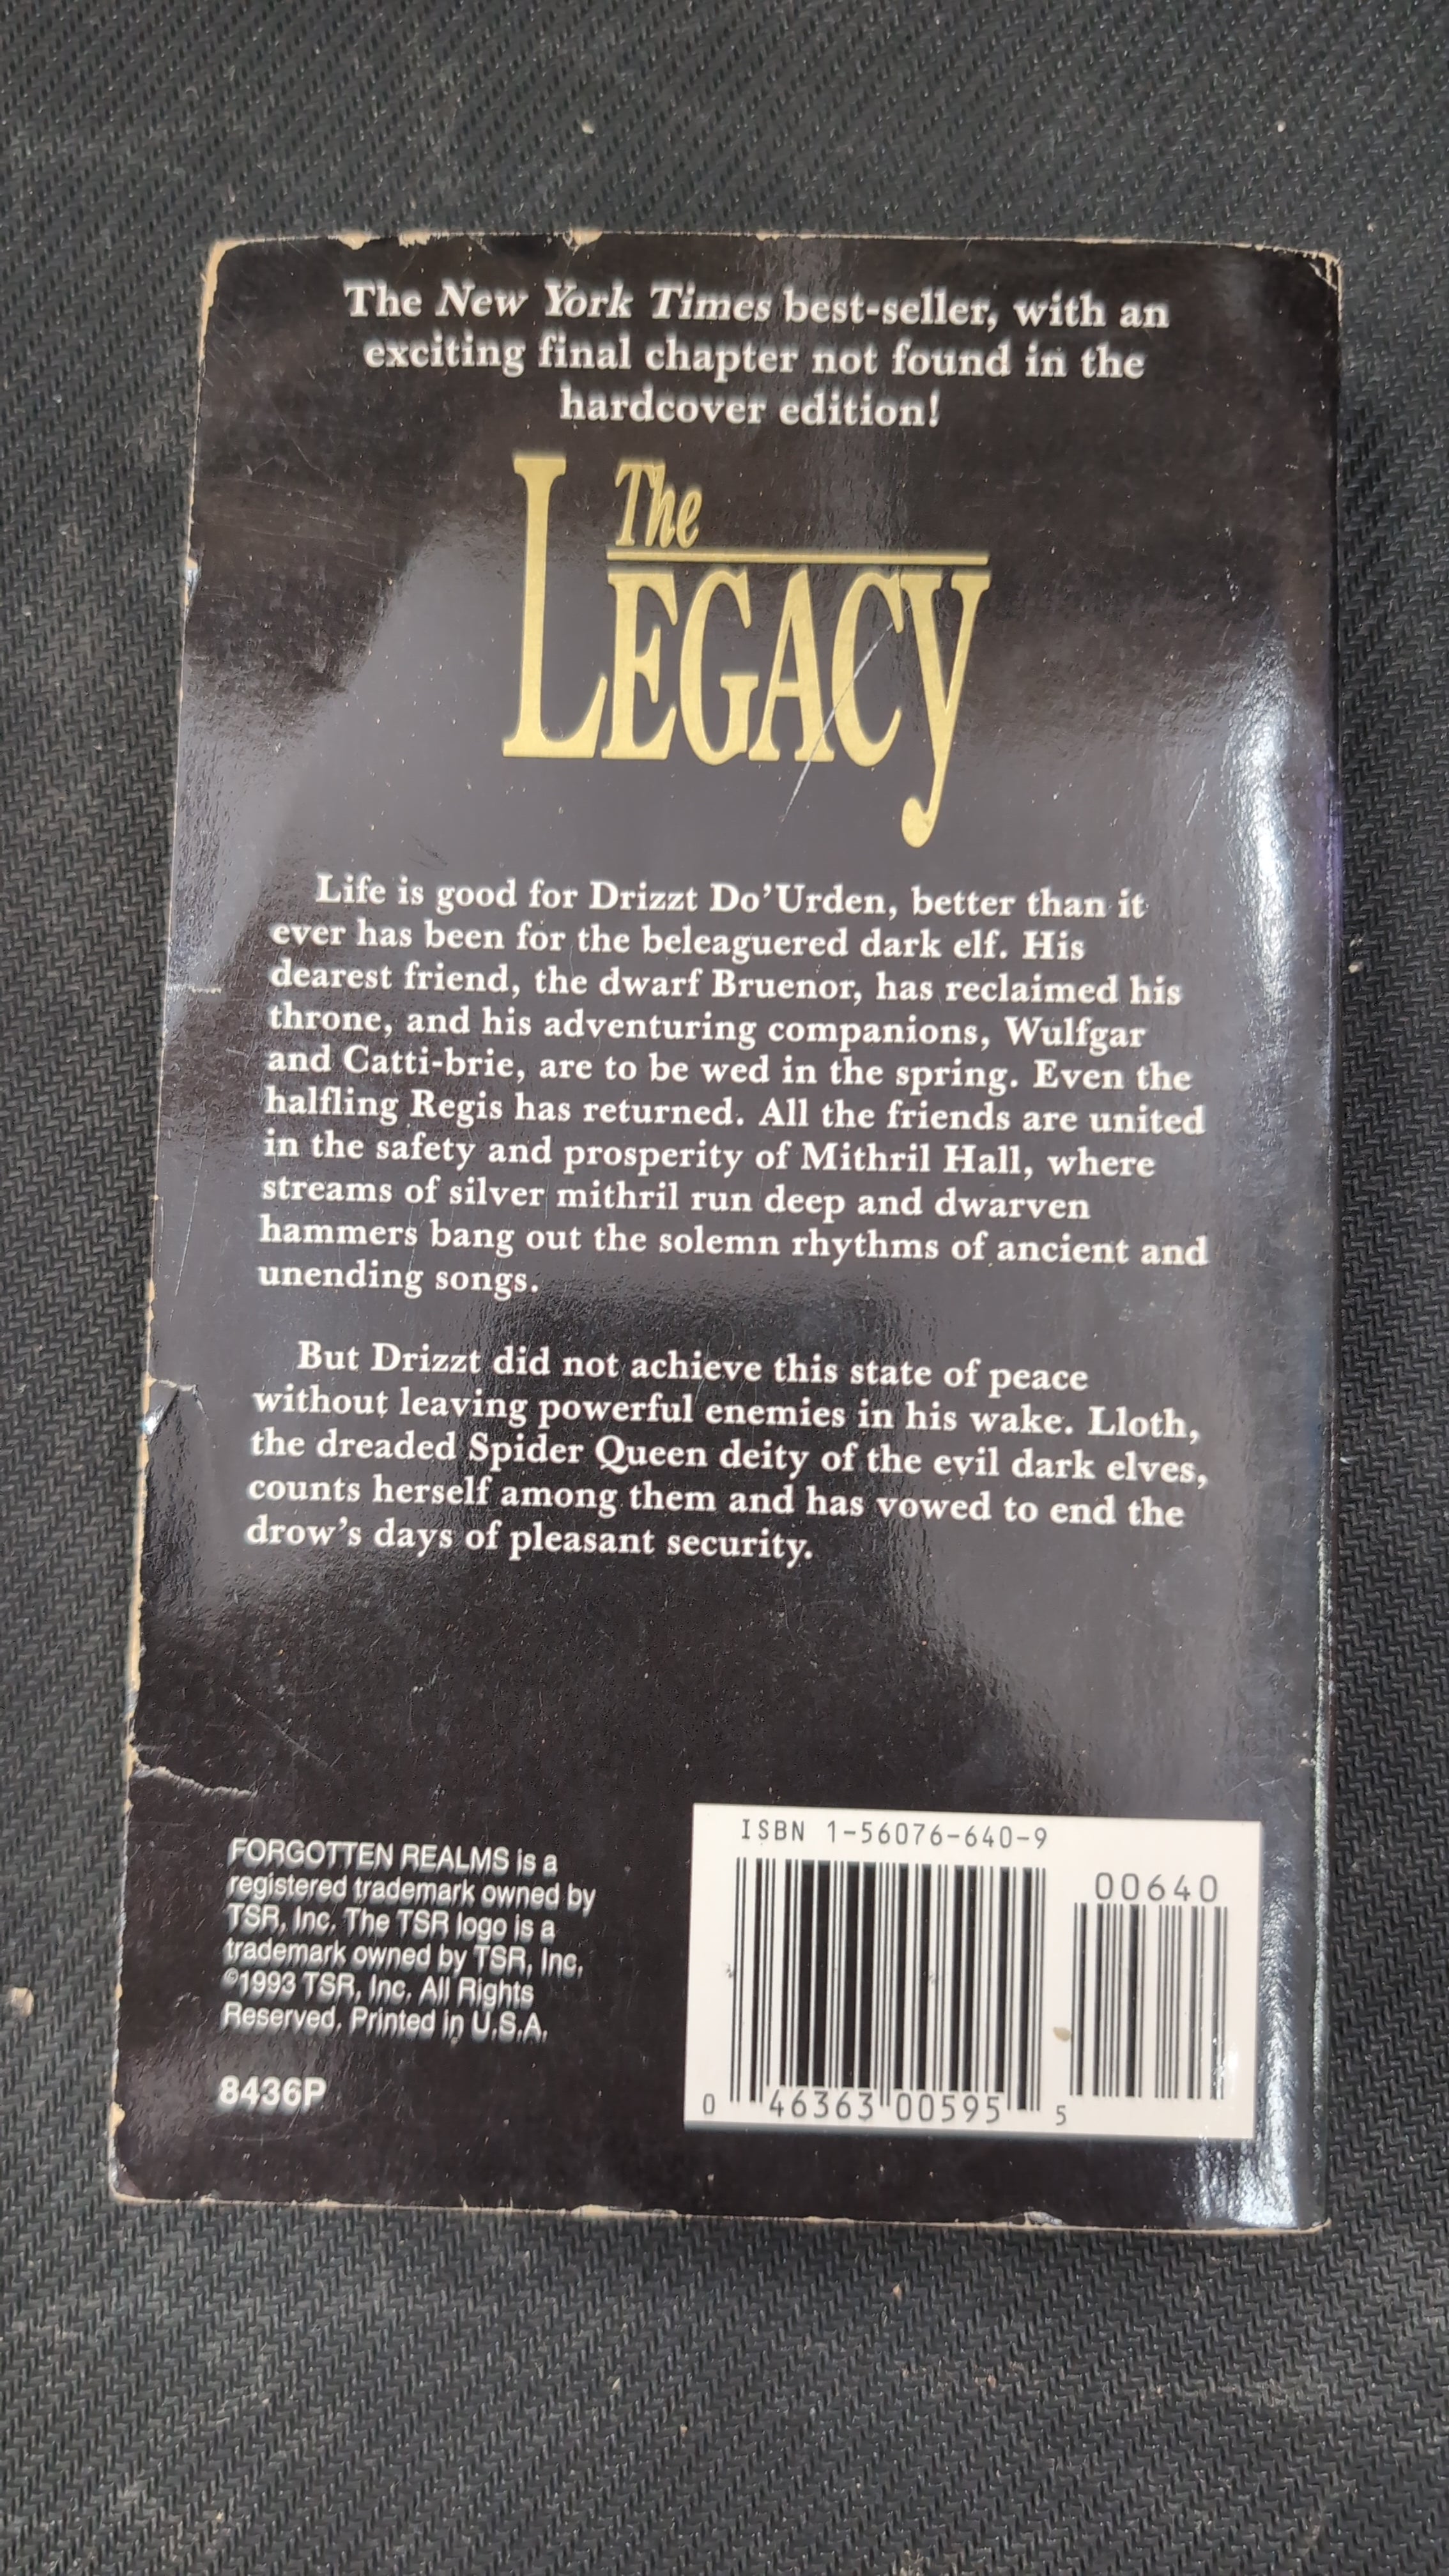 The New York Times best-seller, with an
exciting final chapter not found in the
hardcover edition!
The
LEGACY
Life is good for Drizzt Do'Urden, better than it
ever has been for the beleaguered dark elf. His
dearest friend, the dwarf Bruenor, has reclaimed his
throne, and his adventuring companions, Wulfgar
and Catti-brie, are to be wed in the spring. Even the
halfling Regis has returned. All the friends are united
in the safety and prosperity of Mithril Hall, where
streams of silver mithril run deep and dwarven
hammers bang out the solemn rhythms of ancient and
unending songs.
But Drizzt did not achieve this state of peace
without leaving powerful enemies in his wake. Lloth,
the dreaded Spider Queen deity of the evil dark elves,
counts herself among them and has vowed to end the
drow's days of pleasant security.
FORGOTTEN REALMS is a
registered trademark owned by
TSR, Inc. The TSR logo is a
trademark owned by TSR, Inc.
©1993 TSR, Inc. All Rights
Reserved. Printed in U.S.A.
8436P
ISBN 1-56076-640-9
00640
0 46363 00595 5